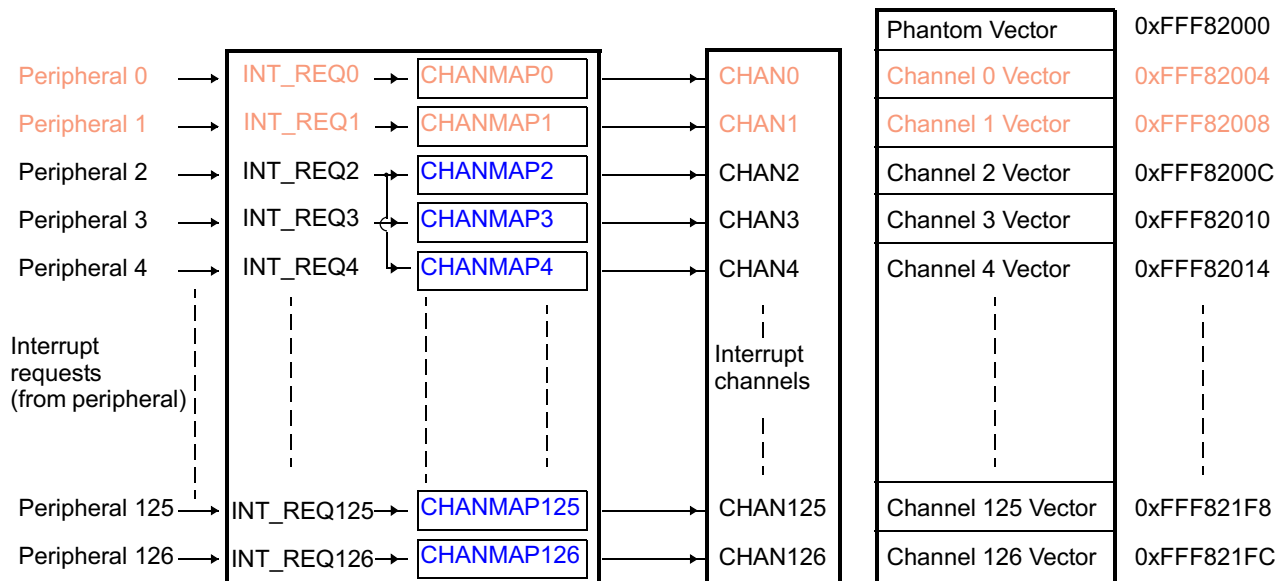 Phantom Vector 0xFFF82000
Peripheral 0 INT_REQ0 CHANMAP0 CHAN0 Channel 0 Vector 0xFFF82004
Peripheral 1 INT_REQ1 CHANMAP1 CHAN1 Channel 1 Vector 0xFFF82008
Peripheral 2 INT_REQ2 CHANMAP2 CHAN2 Channel 2 Vector 0xFFF8200C
Peripheral 3 INT_REQ3 CHANMAP3 CHAN3 Channel 3 Vector 0xFFF82010
Peripheral 4 INT_REQ4 CHANMAP4 CHAN4 Channel 4 Vector 0xFFF82014
Interrupt
requests
(from peripheral)
Interrupt
channels
Peripheral 125 INT_REQ125 CHANMAP125 CHAN125 Channel 125 Vector 0xFFF821F8
Peripheral 126 INT_REQ126 CHANMAP126 CHAN126 Channel 126 Vector 0xFFF821FC